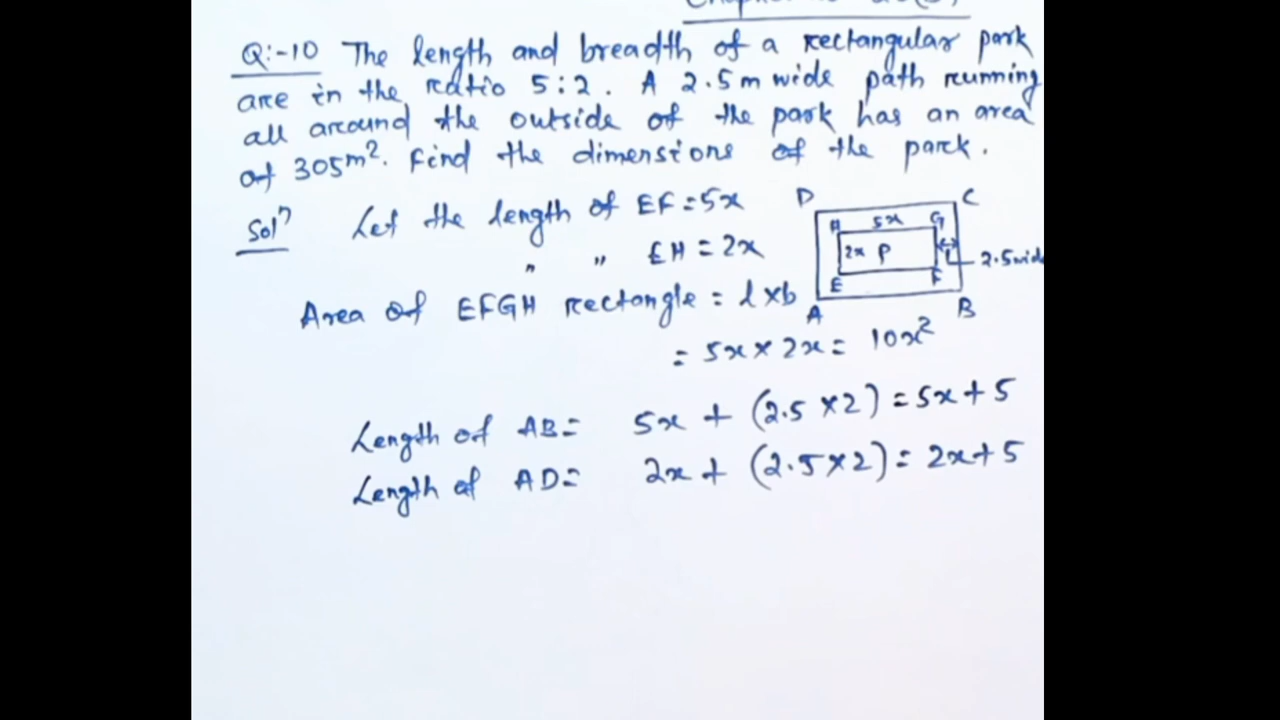 Q:-10 The length and breadth of a rectangular park
are in the ratio 5:2. A 2.5 m wide path running
all around the outside of the park has an area
of 305m². Find the dimensions of the park.
Solⁿ Let the length of EF = 5x
" " EH = 2x
D C
H 5x G
2x P
2.5wide
E F
A B
Area of EFGH rectangle = l×b
= 5x × 2x = 10x²
Length of AB = 5x + (2.5×2) = 5x+5
Length of AD = 2x + (2.5×2) = 2x+5